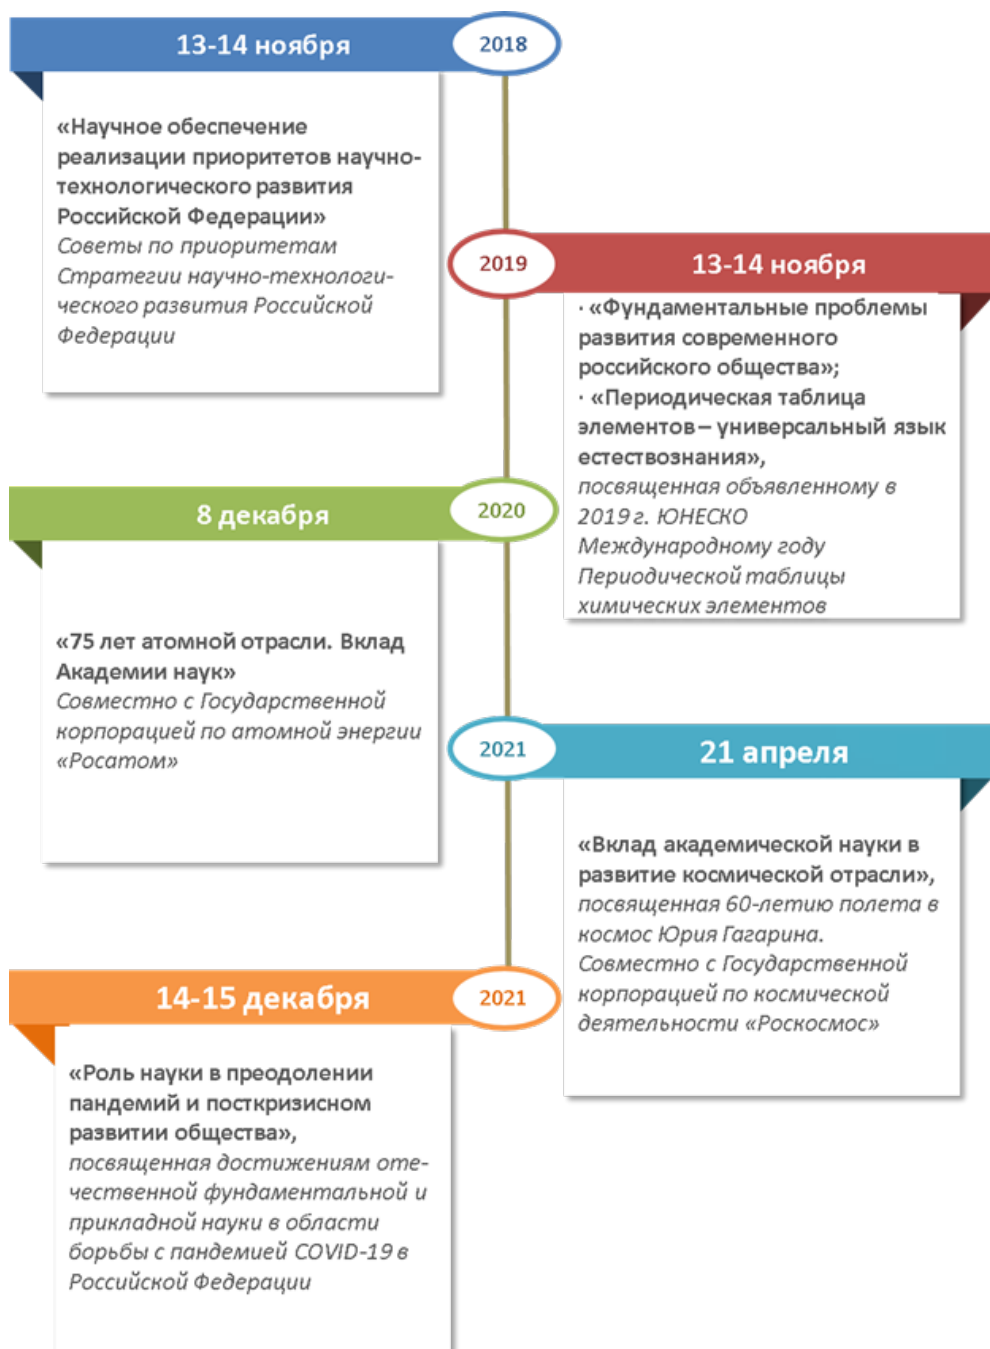 13-14 ноября
2018
«Научное обеспечение
реализации приоритетов научно-
технологического развития
Российской Федерации»
Советы по приоритетам
Стратегии научно-технологи-
ческого развития Российской
Федерации
2019
13-14 ноября
· «Фундаментальные проблемы
развития современного
российского общества»;
· «Периодическая таблица
элементов – универсальный язык
естествознания»,
посвященная объявленному в
2019 г. ЮНЕСКО
Международному году
Периодической таблицы
химических элементов
8 декабря
2020
«75 лет атомной отрасли. Вклад
Академии наук»
Совместно с Государственной
корпорацией по атомной энергии
«Росатом»
2021
21 апреля
«Вклад академической науки в
развитие космической отрасли»,
посвященная 60-летию полета в
космос Юрия Гагарина.
Совместно с Государственной
корпорацией по космической
деятельности «Роскосмос»
14-15 декабря
2021
«Роль науки в преодолении
пандемий и посткризисном
развитии общества»,
посвященная достижениям оте-
чественной фундаментальной и
прикладной науки в области
борьбы с пандемией COVID-19 в
Российской Федерации